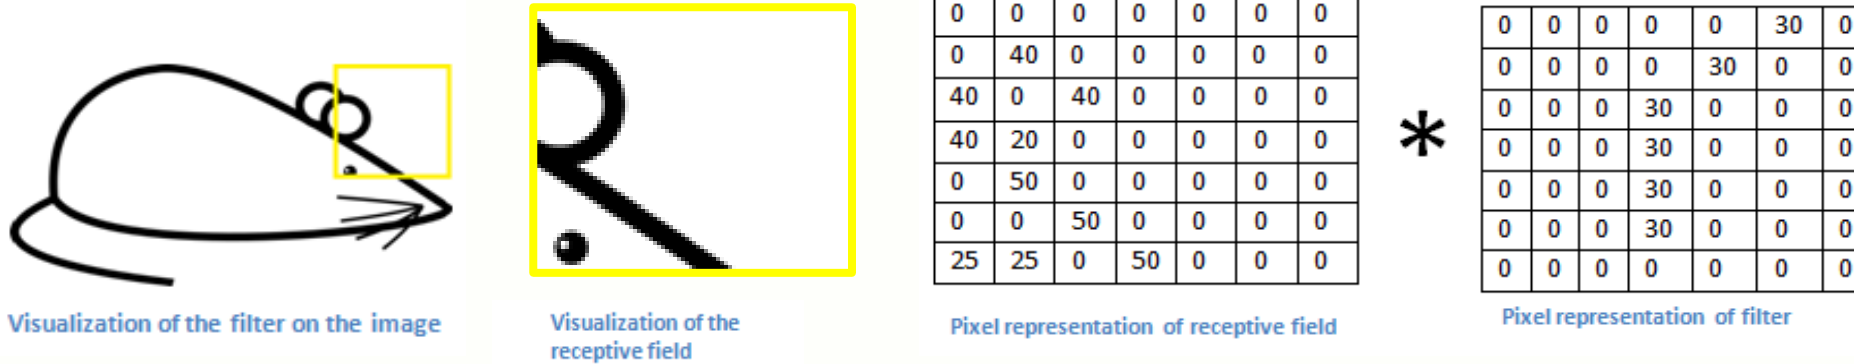 0 0 0 0 0 0 0
0 40 0 0 0 0 0
40 0 40 0 0 0 0
40 20 0 0 0 0 0
0 50 0 0 0 0 0
0 0 50 0 0 0 0
25 25 0 50 0 0 0
*
0 0 0 0 0 30 0
0 0 0 0 30 0 0
0 0 0 30 0 0 0
0 0 0 30 0 0 0
0 0 0 30 0 0 0
0 0 0 30 0 0 0
0 0 0 0 0 0 0
Visualization of the filter on the image
Visualization of the
receptive field
Pixel representation of receptive field
Pixel representation of filter